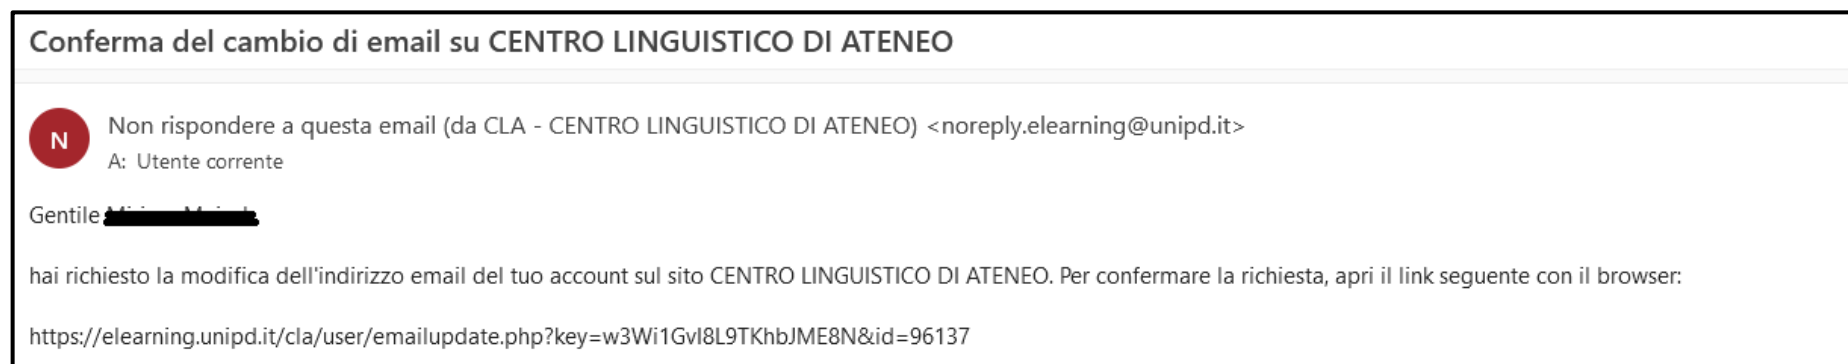 Conferma del cambio di email su CENTRO LINGUISTICO DI ATENEO
N
Non rispondere a questa email (da CLA - CENTRO LINGUISTICO DI ATENEO) <noreply.elearning@unipd.it>
A: Utente corrente
Gentile
hai richiesto la modifica dell'indirizzo email del tuo account sul sito CENTRO LINGUISTICO DI ATENEO. Per confermare la richiesta, apri il link seguente con il browser:
https://elearning.unipd.it/cla/user/emailupdate.php?key=w3Wi1GvI8L9TKhbJME8N&id=96137